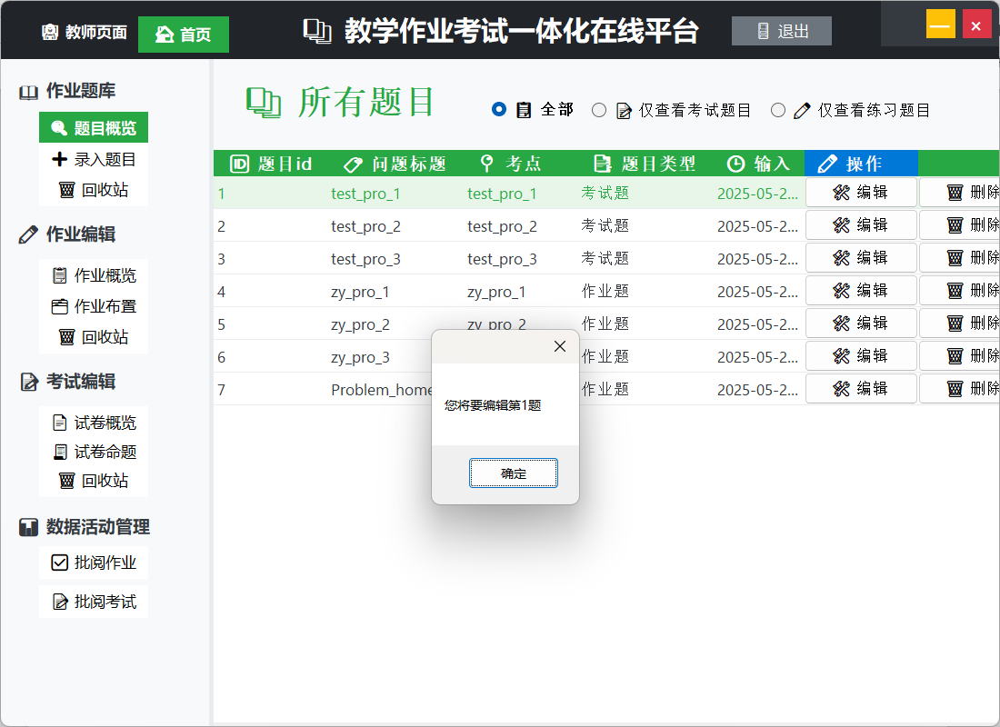 教师页面 首页 教学作业考试一体化在线平台 退出
作业题库
题目概览
录入题目
回收站
作业编辑
作业概览
作业布置
回收站
考试编辑
试卷概览
试卷命题
回收站
数据活动管理
批阅作业
批阅考试
所有题目 全部 仅查看考试题目 仅查看练习题目
ID 题目id 问题标题 考点 题目类型 输入 操作
1 test_pro_1 test_pro_1 考试题 2025-05-2... 编辑 删除
2 test_pro_2 test_pro_2 考试题 2025-05-2... 编辑 删除
3 test_pro_3 test_pro_3 考试题 2025-05-2... 编辑 删除
4 zy_pro_1 zy_pro_1 作业题 2025-05-2... 编辑 删除
5 zy_pro_2 zy_pro_2 作业题 2025-05-2... 编辑 删除
6 zy_pro_3 作业题 2025-05-2... 编辑 删除
7 Problem_home 作业题 2025-05-2... 编辑 删除
您将要编辑第1题
确定